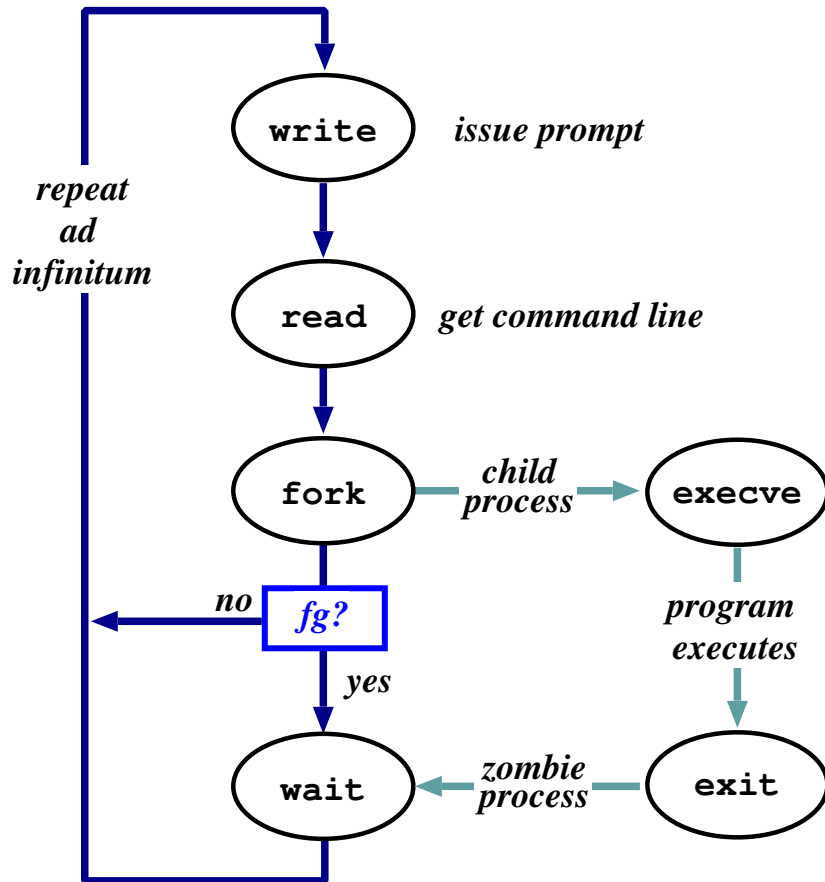 write
issue prompt
repeat
ad
infinitum
read
get command line
fork
child
process
execve
no
fg?
program
executes
yes
wait
zombie
process
exit